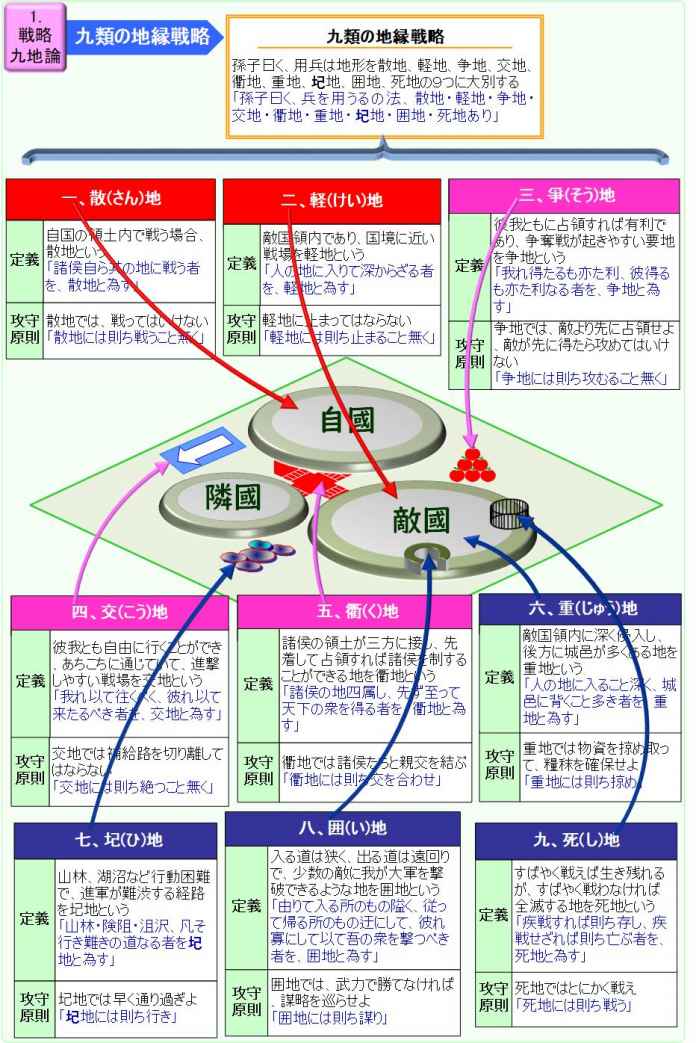 1.
戦略
九地論
九類の地縁戦略
九類の地縁戦略
孫子曰く、用兵は地形を散地、軽地、争地、交地、
衢地、重地、圮地、囲地、死地の9つに大別する
「孫子曰く、兵を用うるの法、散地・軽地・争地・
交地・衢地・重地・圮地・囲地・死地あり」
一、散(さん)地
定義
自国の領土内で戦う場合、
散地という
「諸侯自ら其の地に戦う者
を、散地と為す」
攻守
原則
散地では、戦ってはいけない
「散地には則ち戦うこと無く」
二、軽(けい)地
定義
敵国領内であり、国境に近い
戦場を軽地という
「人の地に入りて深からざる者
を、軽地と為す」
攻守
原則
軽地に止まってはならない
「軽地には則ち止まること無く」
三、爭(そう)地
定義
彼我ともに占領すれば有利で
あり、争奪戦が起きやすい要地
を争地という
「我れ得たるも亦た利、彼得る
も亦た利なる者を、争地と為
す」
攻守
原則
争地では、敵より先に占領せよ
、敵が先に得たら攻めてはいけ
ない
「争地には則ち攻むること無く」
自國
隣國
敵國
四、交(こう)地
定義
彼我とも自由に行くことができ
、あちこちに通じていて、進撃
しやすい戦場を交地という
「我れ以て往くべく、彼れ以て
来たるべき者を、交地と為す」
攻守
原則
交地では補給路を切り離して
はならない
「交地には則ち絶つこと無く」
五、衢(く)地
定義
諸侯の領土が三方に接し、先
着して占領すれば諸侯を制する
ことができる地を衢地という
「諸侯の地四属し、先ず至って
天下の衆を得る者を、衢地と為
す」
攻守
原則
衢地では諸侯たちと親交を結ぶ
「衢地には則ち交を合わせ」
六、重(じゅう)地
定義
敵国領内に深く侵入し、
後方に城邑が多くある地を
重地という
「人の地に入ること深く、城
邑に背くこと多き者を、重
地と為す」
攻守
原則
重地では物資を掠め取っ
て、糧秣を確保せよ
「重地には則ち掠め」
七、圮(ひ)地
定義
山林、湖沼など行動困難
で、進軍が難渋する経路
を圮地という
「山林・険阻・沮沢、凡そ
行き難きの道なる者を圮
地と為す」
攻守
原則
圮地では早く通り過ぎよ
「圮地には則ち行き」
八、囲(い)地
定義
入る道は狭く、出る道は遠回り
で、少数の敵に我が大軍を撃
破できるような地を囲地という
「由りて入る所のもの隘く、従っ
て帰る所のもの迂にして、彼れ
寡にして以て吾の衆を撃つべき
者を、囲地と為す
攻守
原則
囲地では、武力で勝てなければ
、謀略を巡らせよ
「囲地には則ち謀り」
九、死(し)地
定義
すばやく戦えば生き残れる
が、すばやく戦わなければ
全滅する地を死地という
「疾戦すれば則ち存し、疾
戦せざれば則ち亡ぶ者を、
死地と為す」
攻守
原則
死地ではとにかく戦え
「死地には則ち戦う」